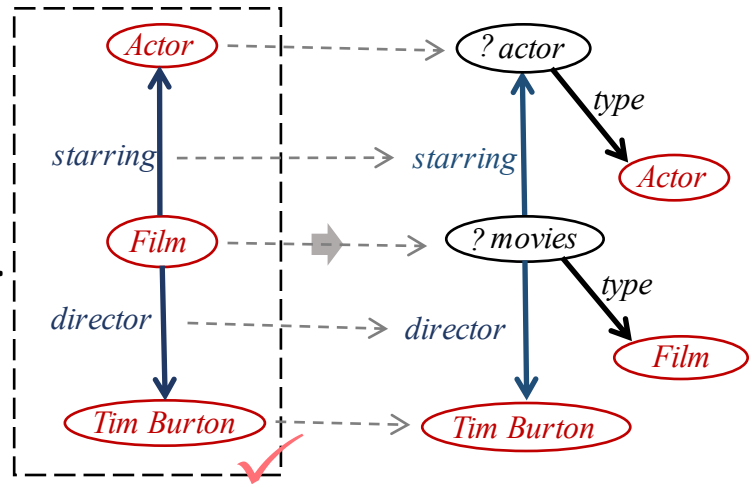 Actor
? actor
type
starring
starring
Actor
Film
? movies
type
director
director
Film
Tim Burton
Tim Burton